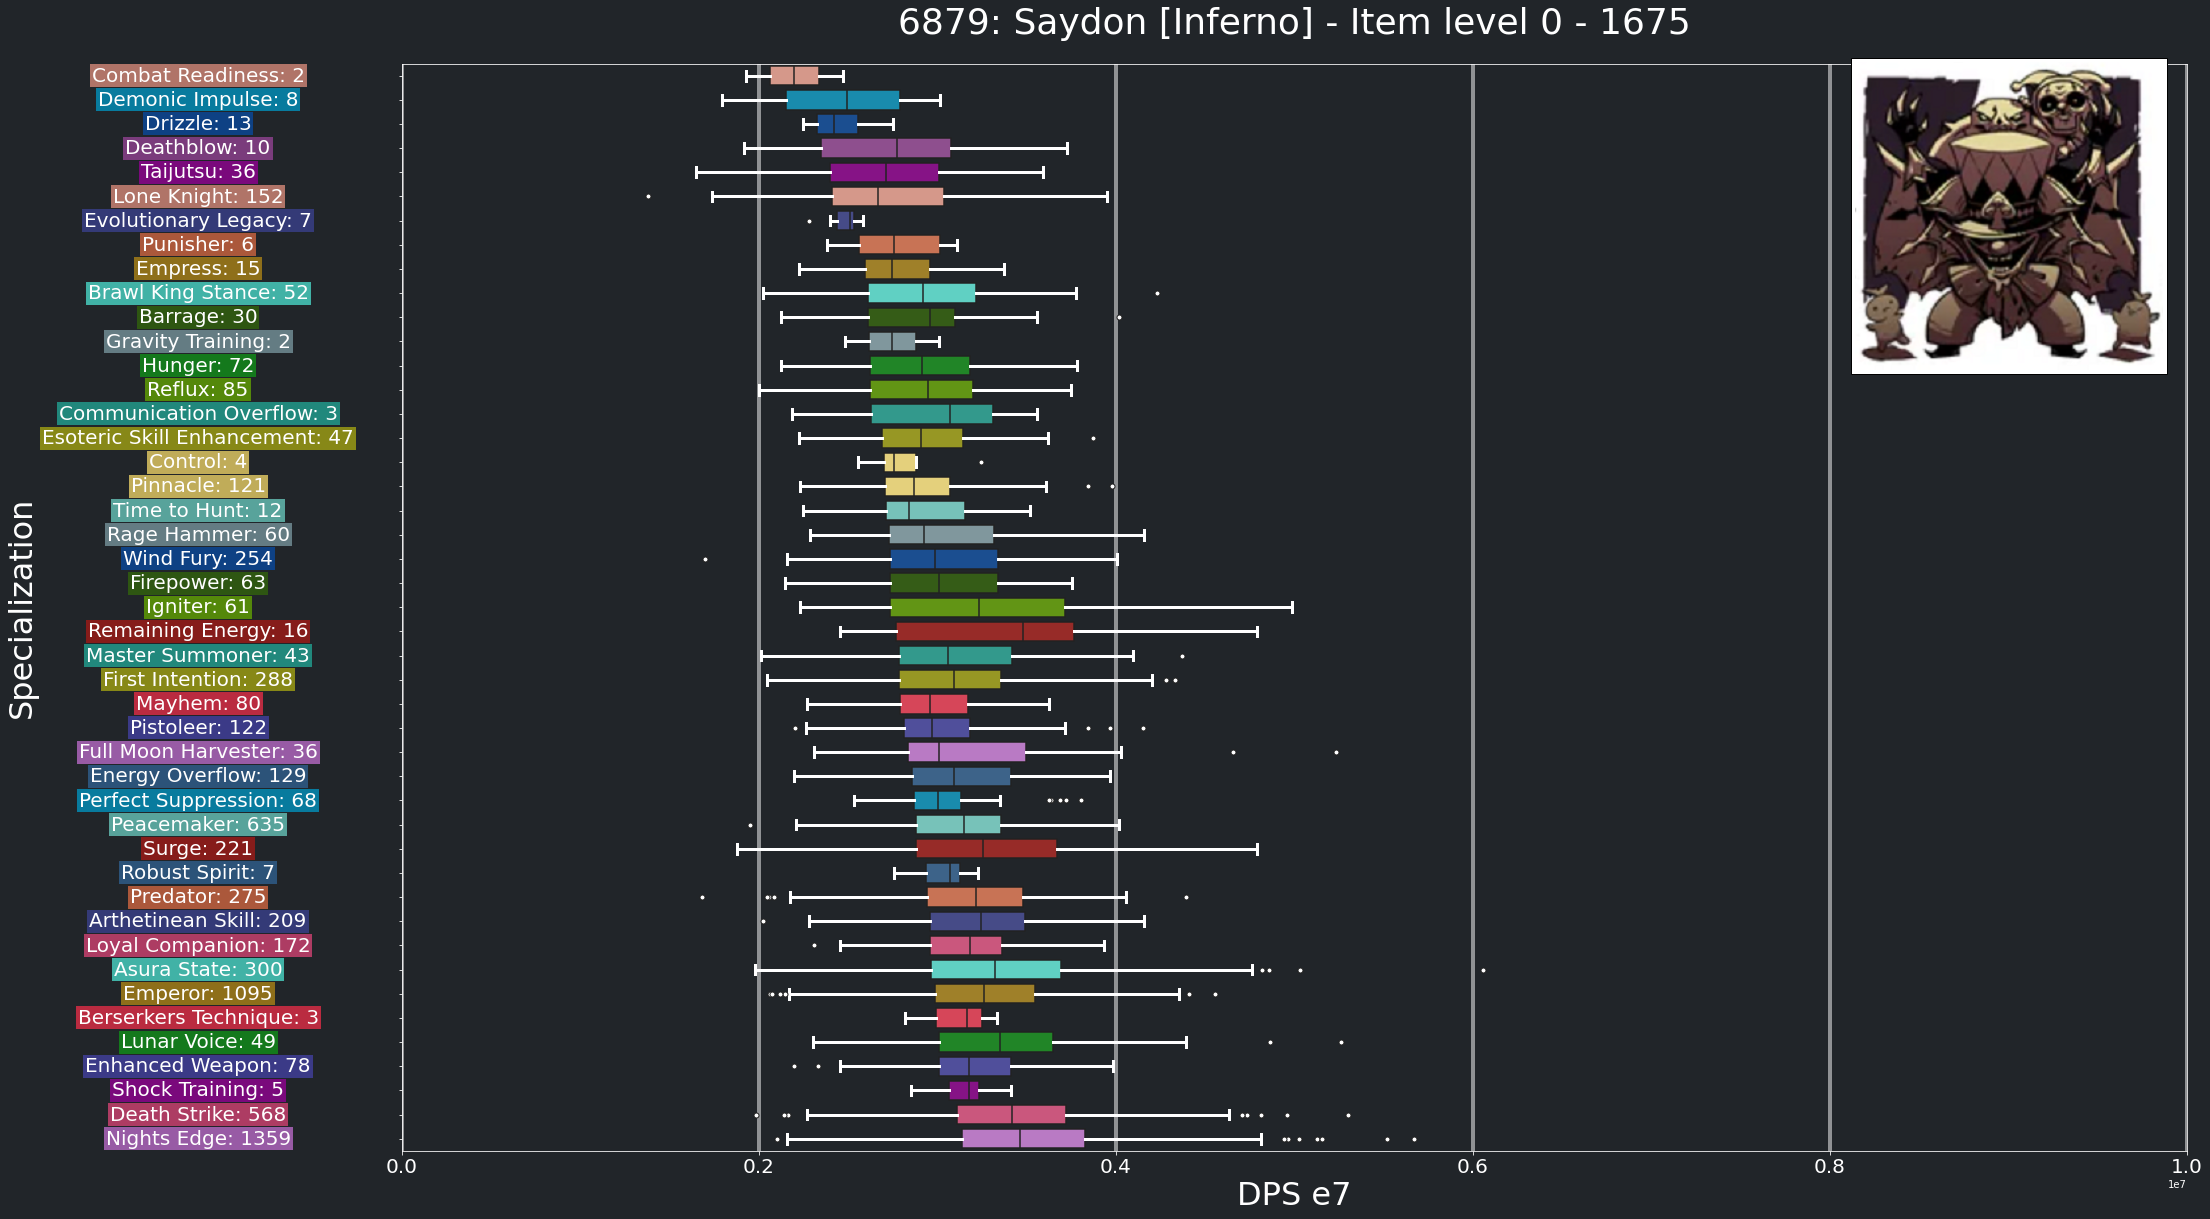 6879: Saydon [Inferno] - Item level 0 - 1675
Combat Readiness: 2
Demonic Impulse: 8
Drizzle: 13
Deathblow: 10
Taijutsu: 36
Lone Knight: 152
Evolutionary Legacy: 7
Punisher: 6
Empress: 15
Brawl King Stance: 52
Barrage: 30
Gravity Training: 2
Hunger: 72
Reflux: 85
Communication Overflow: 3
Esoteric Skill Enhancement: 47
Control: 4
Pinnacle: 121
Time to Hunt: 12
Rage Hammer: 60
Wind Fury: 254
Firepower: 63
Igniter: 61
Remaining Energy: 16
Master Summoner: 43
First Intention: 288
Mayhem: 80
Pistoleer: 122
Full Moon Harvester: 36
Energy Overflow: 129
Perfect Suppression: 68
Peacemaker: 635
Surge: 221
Robust Spirit: 7
Predator: 275
Arthetinean Skill: 209
Loyal Companion: 172
Asura State: 300
Emperor: 1095
Berserkers Technique: 3
Lunar Voice: 49
Enhanced Weapon: 78
Shock Training: 5
Death Strike: 568
Nights Edge: 1359
Specialization
0.0 0.2 0.4 0.6 0.8 1.0
1e7
DPS e7